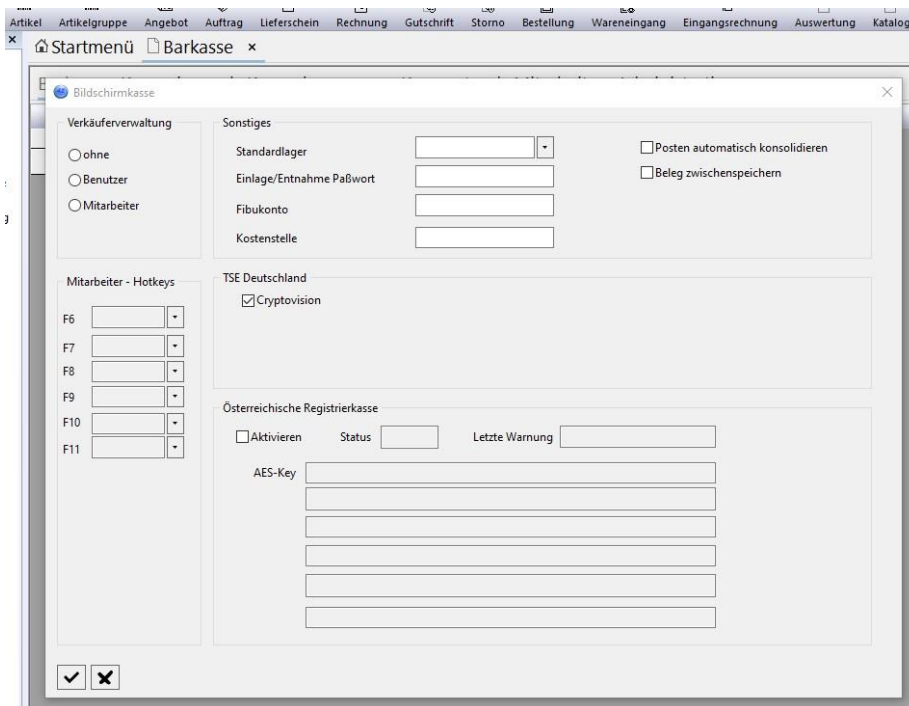 Artikel Artikelgruppe Angebot Auftrag Lieferschein Rechnung Gutschrift Storno Bestellung Wareneingang Eingangsrechnung Auswertung Katalog
Startmenü Barkasse ×
Bildschirmkasse
Verkäuferverwaltung
ohne
Benutzer
Mitarbeiter
Sonstiges
Standardlager
Einlage/Entnahme Paßwort
Fibukonto
Kostenstelle
Posten automatisch konsolidieren
Beleg zwischenspeichern
Mitarbeiter - Hotkeys
F6
F7
F8
F9
F10
F11
TSE Deutschland
Cryptovision
Österreichische Registrierkasse
Aktivieren Status Letzte Warnung
AES-Key